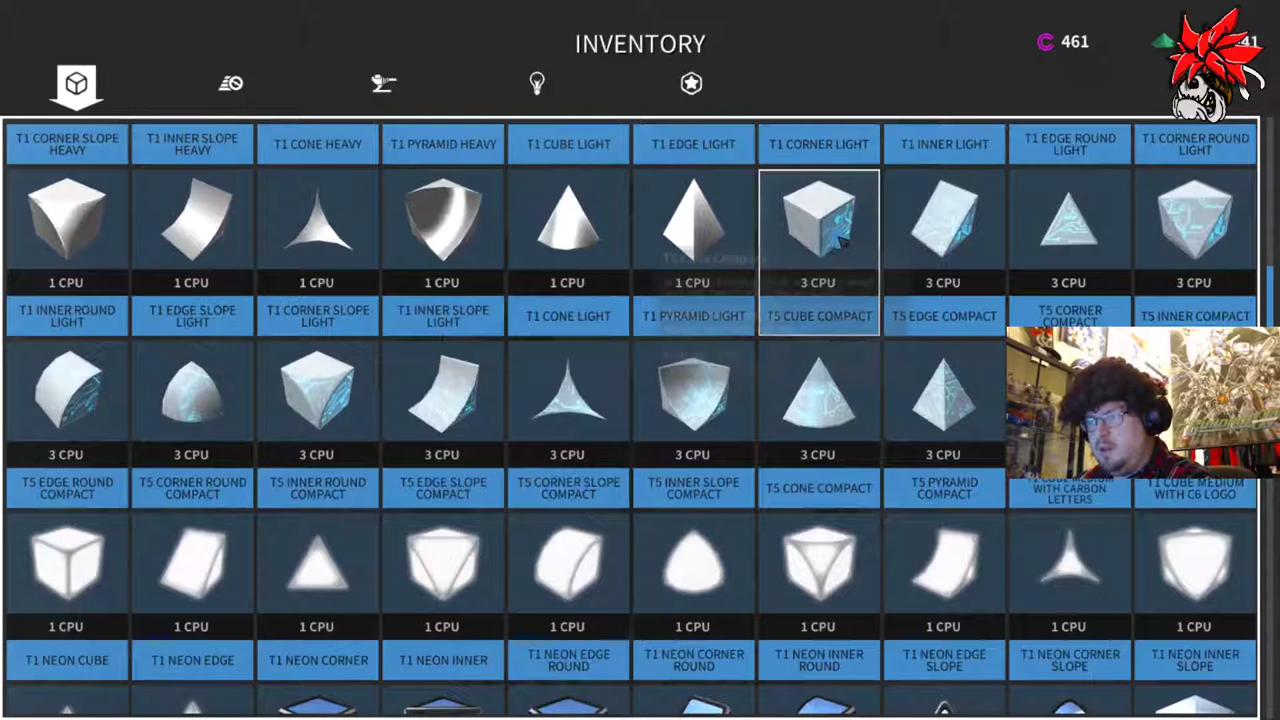 INVENTORY
461
41
T1 CORNER SLOPE HEAVY
T1 INNER SLOPE HEAVY
T1 CONE HEAVY
T1 PYRAMID HEAVY
T1 CUBE LIGHT
T1 EDGE LIGHT
T1 CORNER LIGHT
T1 INNER LIGHT
T1 EDGE ROUND LIGHT
T1 CORNER ROUND LIGHT
1 CPU
1 CPU
1 CPU
1 CPU
1 CPU
1 CPU
3 CPU
3 CPU
3 CPU
3 CPU
T1 INNER ROUND LIGHT
T1 EDGE SLOPE LIGHT
T1 CORNER SLOPE LIGHT
T1 INNER SLOPE LIGHT
T1 CONE LIGHT
T1 PYRAMID LIGHT
T5 CUBE COMPACT
T5 EDGE COMPACT
T5 CORNER COMPACT
T5 INNER COMPACT
3 CPU
3 CPU
3 CPU
3 CPU
3 CPU
3 CPU
3 CPU
3 CPU
T5 EDGE ROUND COMPACT
T5 CORNER ROUND COMPACT
T5 INNER ROUND COMPACT
T5 EDGE SLOPE COMPACT
T5 CORNER SLOPE COMPACT
T5 INNER SLOPE COMPACT
T5 CONE COMPACT
T5 PYRAMID COMPACT
T1 CUBE MEDIUM WITH CARBON LETTERS
T1 CUBE MEDIUM WITH C6 LOGO
1 CPU
1 CPU
1 CPU
1 CPU
1 CPU
1 CPU
1 CPU
1 CPU
1 CPU
1 CPU
T1 NEON CUBE
T1 NEON EDGE
T1 NEON CORNER
T1 NEON INNER
T1 NEON EDGE ROUND
T1 NEON CORNER ROUND
T1 NEON INNER ROUND
T1 NEON EDGE SLOPE
T1 NEON CORNER SLOPE
T1 NEON INNER SLOPE